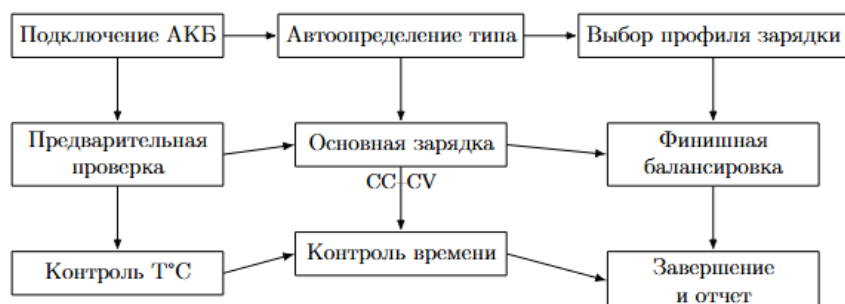 Подключение АКБ
Автоопределение типа
Выбор профиля зарядки
Предварительная
проверка
Основная зарядка
Финишная
балансировка
CC–CV
Контроль T°C
Контроль времени
Завершение
и отчет